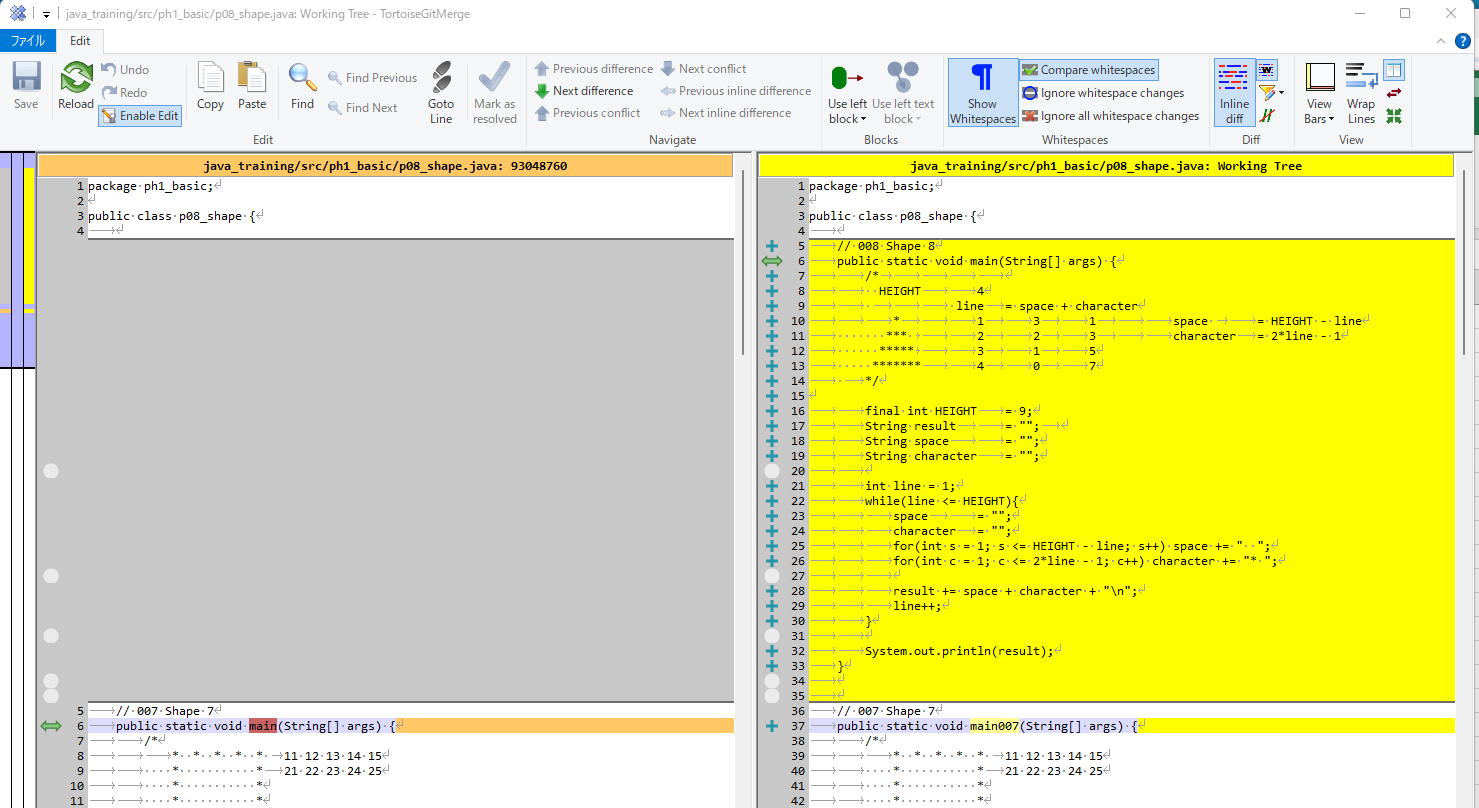 java_training/src/ph1_basic/p08_shape.java: Working Tree - TortoiseGitMerge
ファイル
Edit
Save
Reload
Undo
Redo
Enable Edit
Copy
Paste
Find
Find Previous
Find Next
Goto Line
Mark as resolved
Edit
Previous difference
Next difference
Previous conflict
Next conflict
Previous inline difference
Next inline difference
Navigate
Use left block
Use left text block
Blocks
Show Whitespaces
Compare whitespaces
Ignore whitespace changes
Ignore all whitespace changes
Whitespaces
Inline diff
Diff
View Bars
Wrap Lines
View
java_training/src/ph1_basic/p08_shape.java: 93048760
1 package ph1_basic;
2
3 public class p08_shape {
4
5 // 007 Shape 7
6 public static void main(String[] args) {
7 /*
8 * * * * * 11 12 13 14 15
9 * * 21 22 23 24 25
10 * *
11 * *
java_training/src/ph1_basic/p08_shape.java: Working Tree
1 package ph1_basic;
2
3 public class p08_shape {
4
5 // 008 Shape 8
6 public static void main(String[] args) {
7 /*
8 HEIGHT 4
9 line = space + character
10 * 1 3 1 space = HEIGHT - line
11 *** 2 2 3 character = 2*line - 1
12 ***** 3 1 5
13 ******* 4 0 7
14 */
15
16 final int HEIGHT = 9;
17 String result = "";
18 String space = "";
19 String character = "";
20
21 int line = 1;
22 while(line <= HEIGHT){
23 space = "";
24 character = "";
25 for(int s = 1; s <= HEIGHT - line; s++) space += "  ";
26 for(int c = 1; c <= 2*line - 1; c++) character += "* ";
27
28 result += space + character + "\n";
29 line++;
30 }
31
32 System.out.println(result);
33 }
34
35
36 // 007 Shape 7
37 public static void main007(String[] args) {
38 /*
39 * * * * * 11 12 13 14 15
40 * * 21 22 23 24 25
41 * *
42 * *